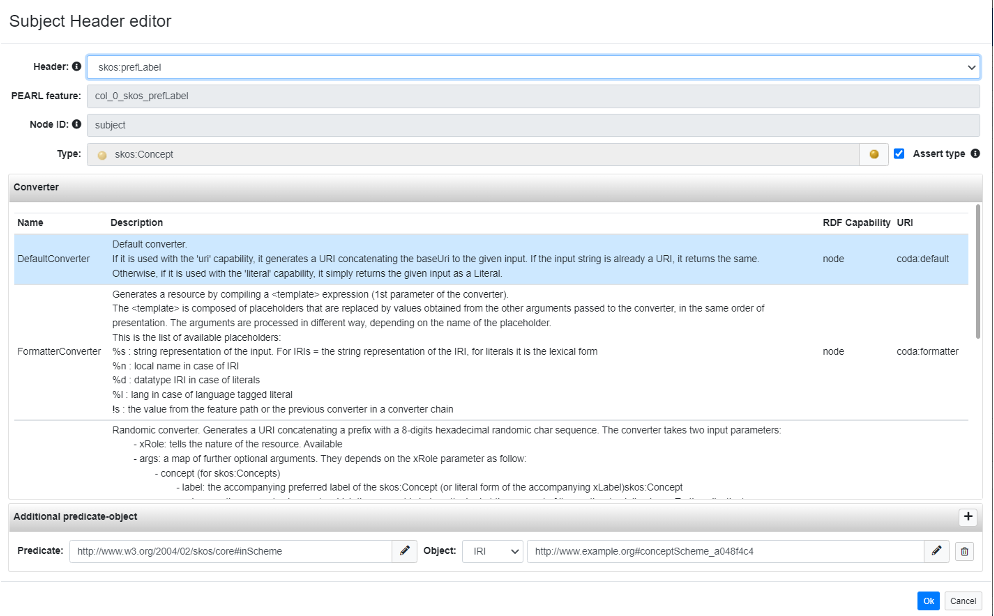 Subject Header editor
Header: skos:prefLabel
PEARL feature: col_0_skos_prefLabel
Node ID: subject
Type: skos:Concept Assert type
Converter
Name Description RDF Capability URI
Default converter.
If it is used with the 'uri' capability, it generates a URI concatenating the baseUri to the given input. If the input string is already a URI, it returns the same.
DefaultConverter node coda:default
Otherwise, if it is used with the 'literal' capability, it simply returns the given input as a Literal.
Generates a resource by compiling a <template> expression (1st parameter of the converter).
The <template> is composed of placeholders that are replaced by values obtained from the other arguments passed to the converter, in the same order of
presentation. The arguments are processed in different way, depending on the name of the placeholder.
This is the list of available placeholders:
FormatterConverter %s : string representation of the input. For IRIs = the string representation of the IRI, for literals it is the lexical form node coda:formatter
%n : local name in case of IRI
%d : datatype IRI in case of literals
%l : lang in case of language tagged literal
!s : the value from the feature path or the previous converter in a converter chain
Randomic converter. Generates a URI concatenating a prefix with a 8-digits hexadecimal randomic char sequence. The converter takes two input parameters:
- xRole: tells the nature of the resource. Available
- args: a map of further optional arguments. They depends on the xRole parameter as follow:
- concept (for skos:Concepts)
- label: the accompanying preferred label of the skos:Concept (or literal form of the accompanying xLabel)skos:Concept
Additional predicate-object
Predicate: http://www.w3.org/2004/02/skos/core#inScheme Object: IRI http://www.example.org#conceptScheme_a048f4c4
Ok Cancel